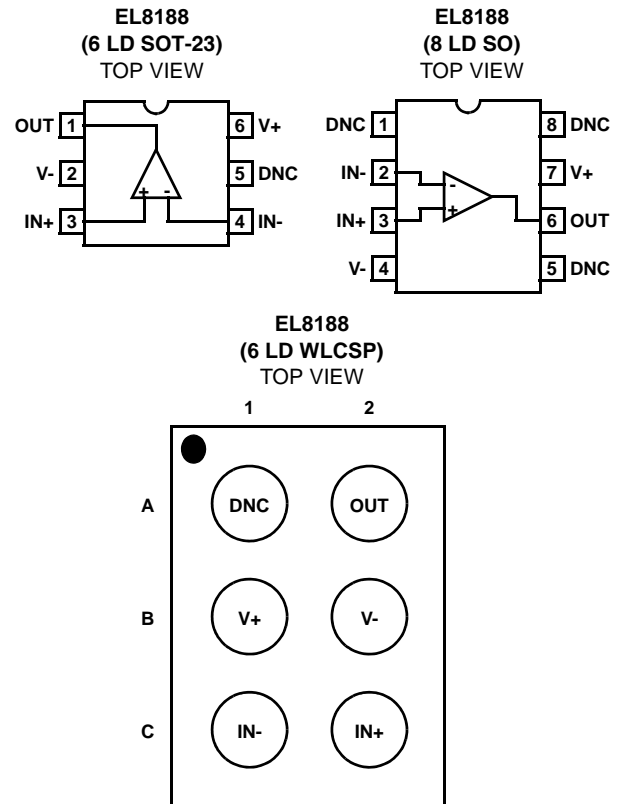 EL8188
(6 LD SOT-23)
TOP VIEW
OUT 1
6 V+
V- 2
5 DNC
IN+ 3
4 IN-
+ -
EL8188
(8 LD SO)
TOP VIEW
DNC 1
8 DNC
IN- 2
7 V+
IN+ 3
6 OUT
V- 4
5 DNC
-
+
EL8188
(6 LD WLCSP)
TOP VIEW
1 2
A DNC OUT
B V+ V-
C IN- IN+